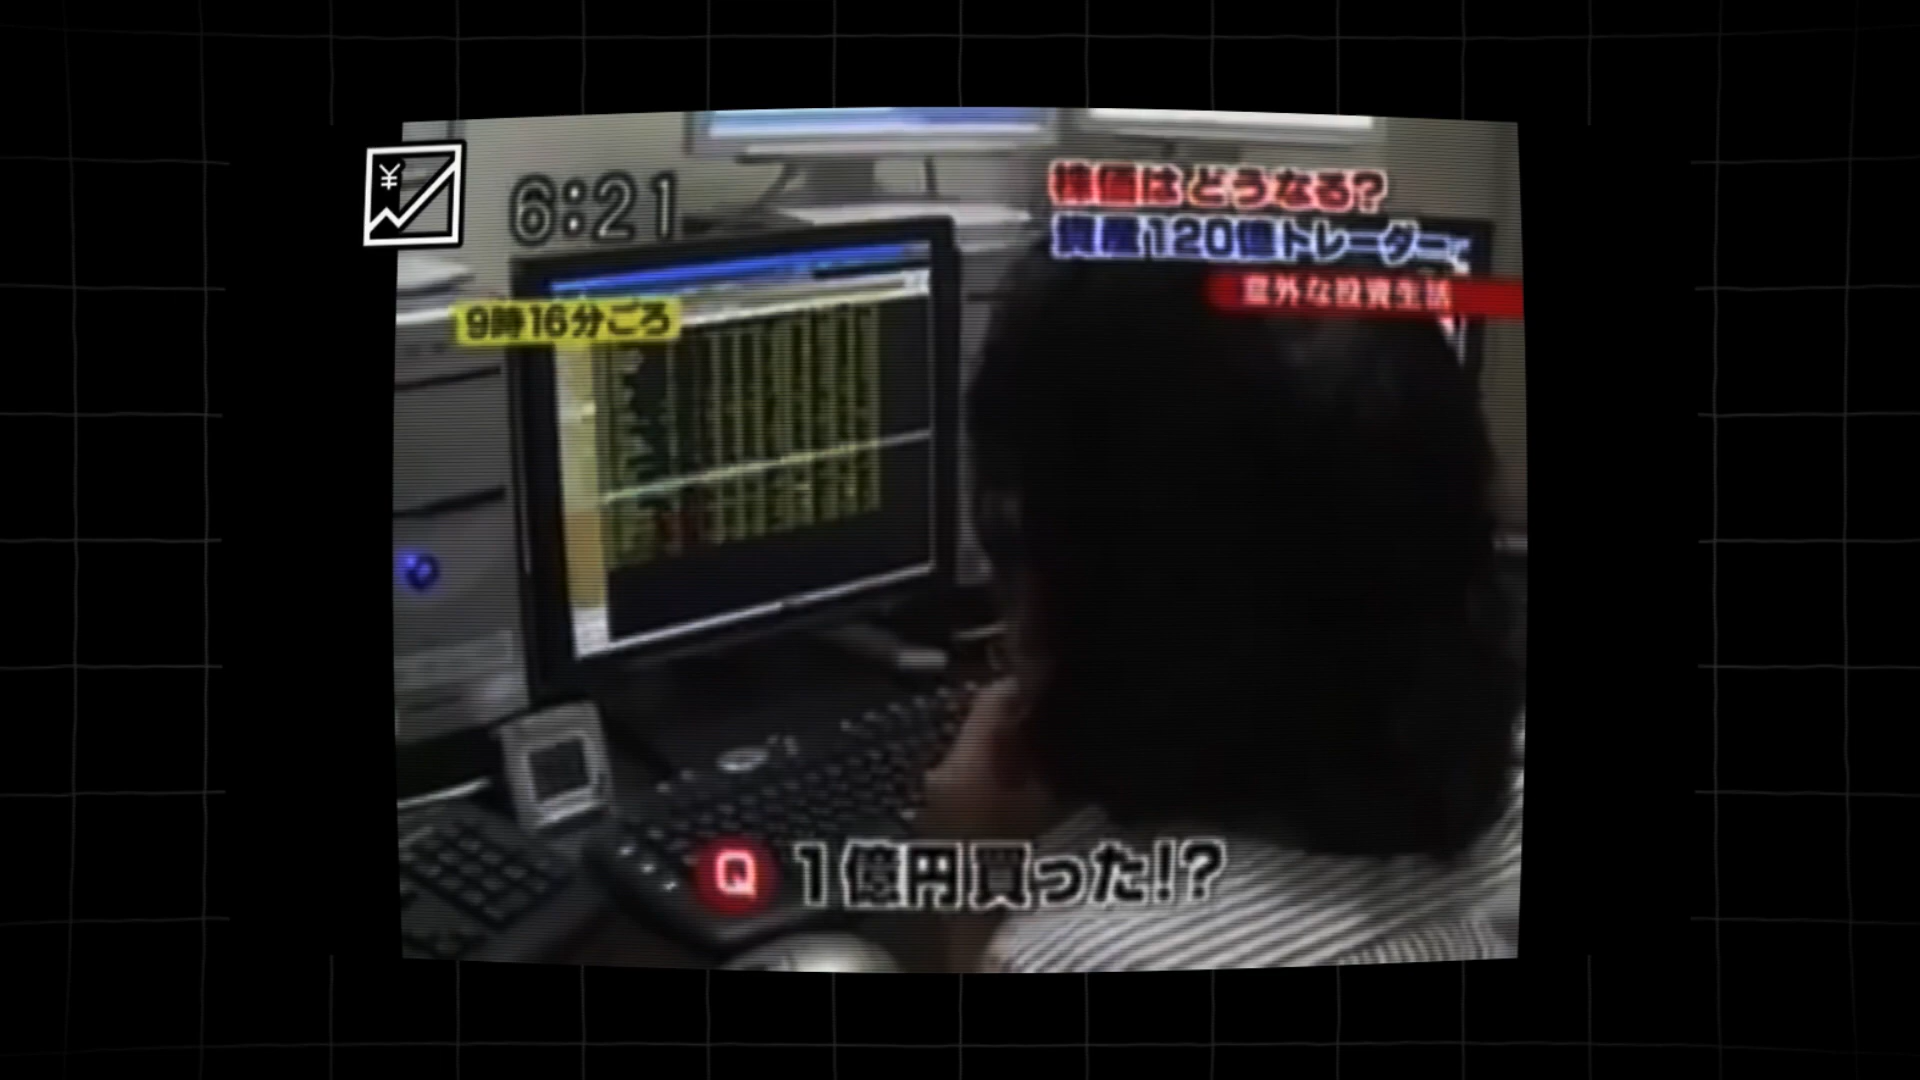 ¥
6:21
株価はどうなる?
資産120億トレーダー
意外な投資生活
9時16分ごろ
Q 1億円買った!?